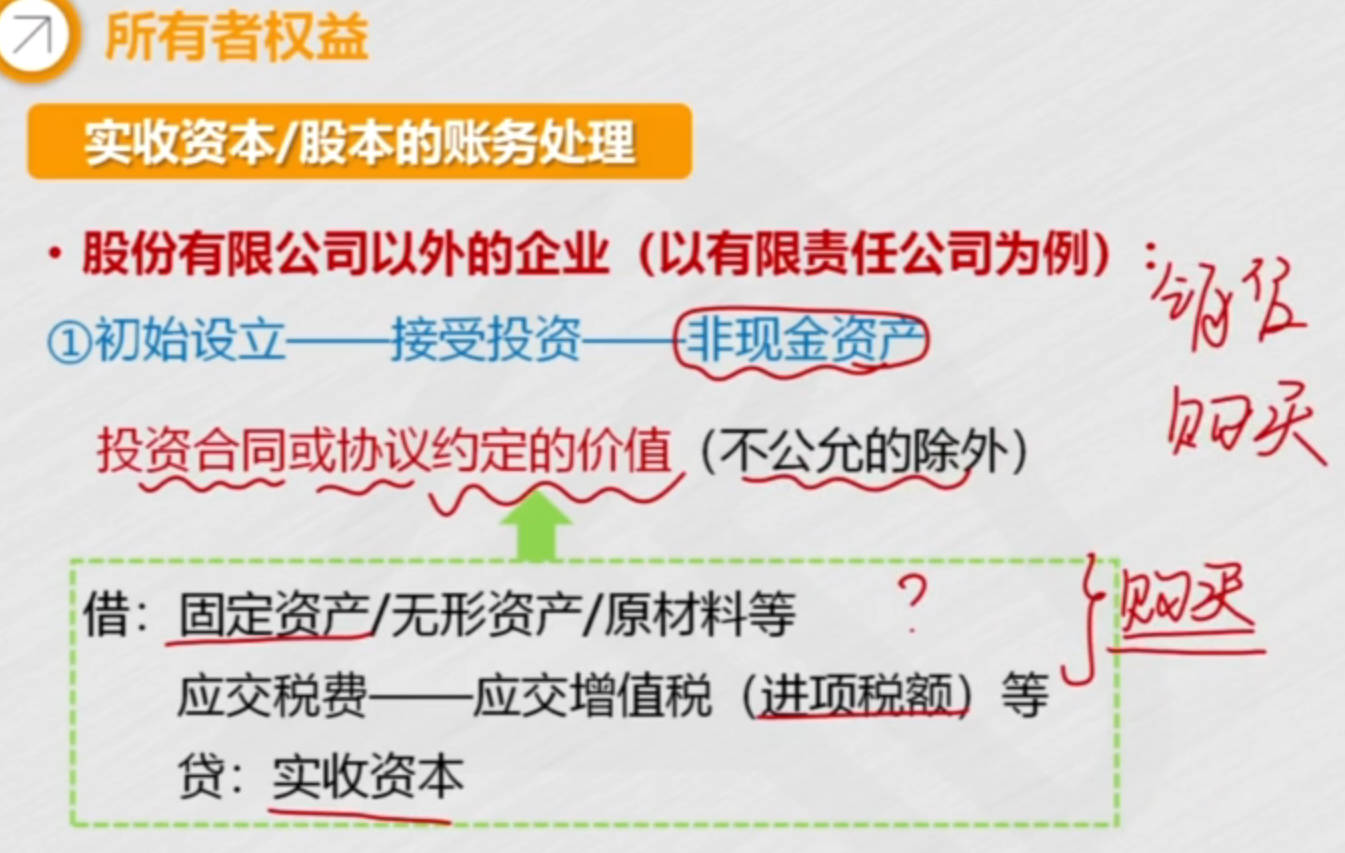 所有者权益
实收资本/股本的账务处理
•股份有限公司以外的企业（以有限责任公司为例）：
销售
①初始设立——接受投资——非现金资产
购买
投资合同或协议约定的价值（不公允的除外）
借：固定资产/无形资产/原材料等 ？
购买
应交税费——应交增值税（进项税额）等
贷：实收资本